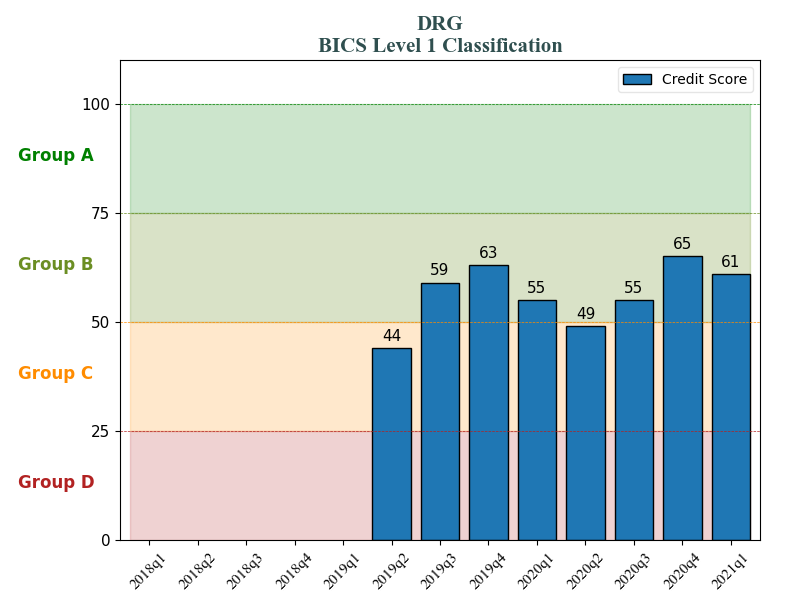 DRG
BICS Level 1 Classification
Credit Score
100
Group A
75
Group B
50
Group C
25
Group D
0
44
59
63
55
49
55
65
61
2018q1
2018q2
2018q3
2018q4
2019q1
2019q2
2019q3
2019q4
2020q1
2020q2
2020q3
2020q4
2021q1